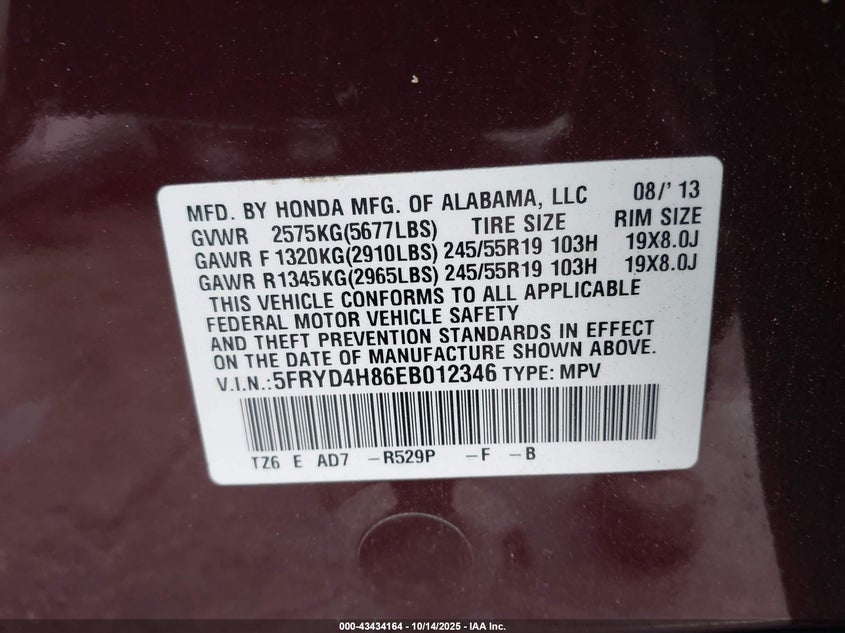 MFD. BY HONDA MFG. OF ALABAMA, LLC 08/'13
GVWR 2575KG(5677LBS) TIRE SIZE RIM SIZE
GAWR F 1320KG(2910LBS) 245/55R19 103H 19X8.0J
GAWR R 1345KG(2965LBS) 245/55R19 103H 19X8.0J
THIS VEHICLE CONFORMS TO ALL APPLICABLE
FEDERAL MOTOR VEHICLE SAFETY
AND THEFT PREVENTION STANDARDS IN EFFECT
ON THE DATE OF MANUFACTURE SHOWN ABOVE.
V.I.N.:5FRYD4H86EB012346 TYPE: MPV
TZ6 E AD7 -R529P -F -B
000-43434164 - 10/14/2025 - IAA Inc.